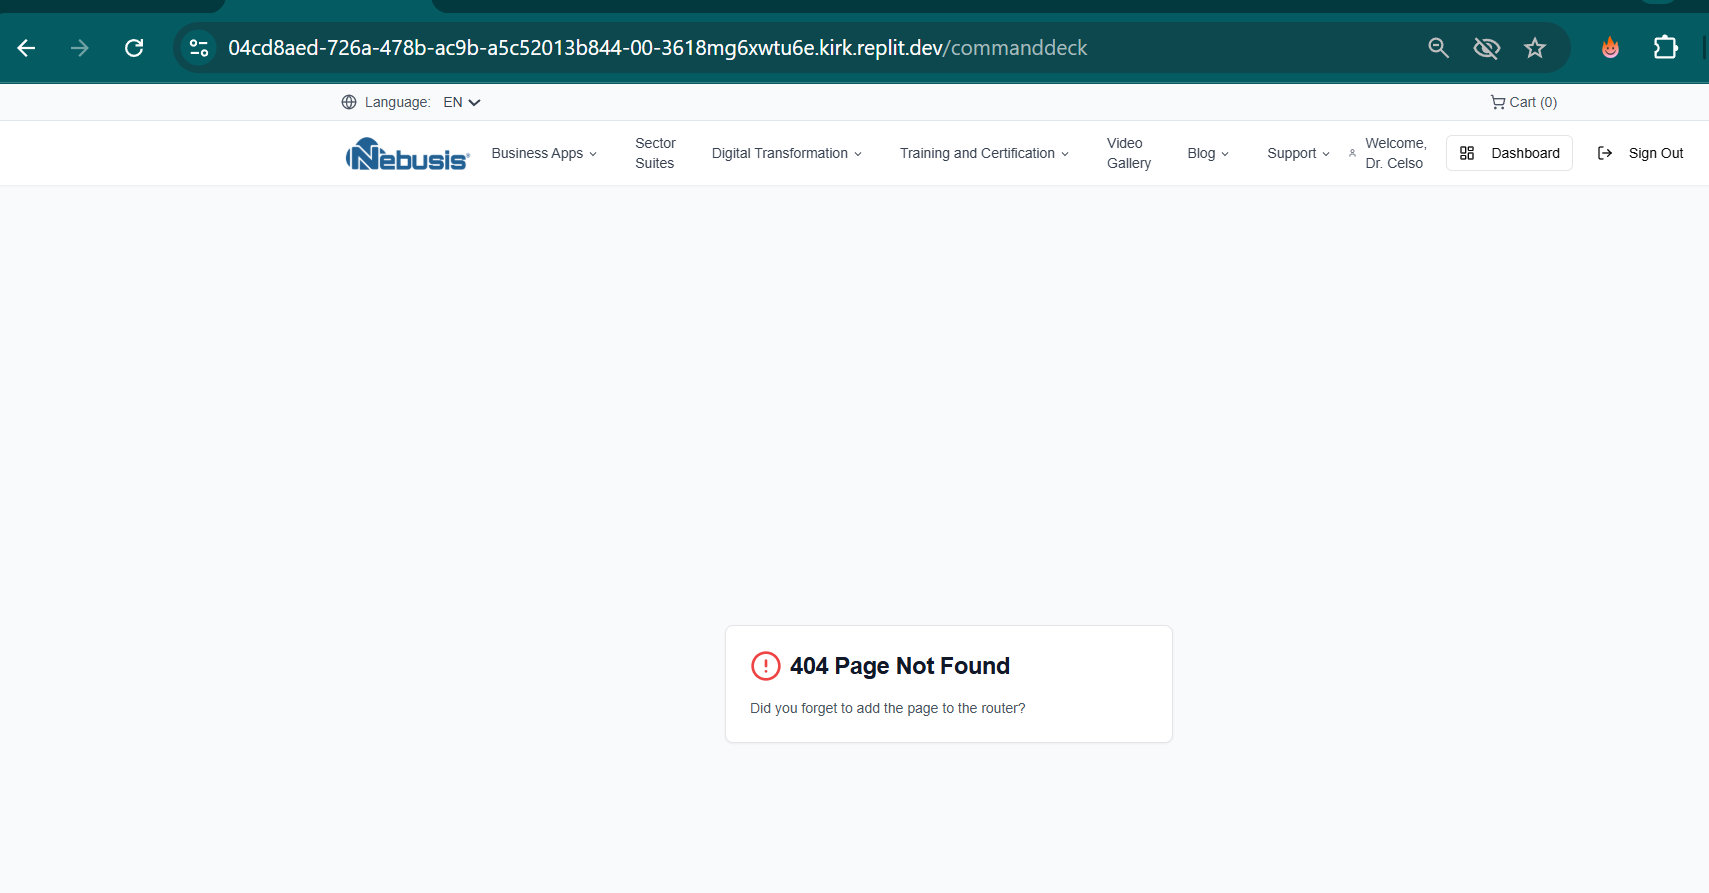 04cd8aed-726a-478b-ac9b-a5c52013b844-00-3618mg6xwtu6e.kirk.replit.dev/commanddeck
Language: EN
Cart (0)
Nebusis®
Business Apps
Sector
Suites
Digital Transformation
Training and Certification
Video
Gallery
Blog
Support
Welcome,
Dr. Celso
Dashboard
Sign Out
404 Page Not Found
Did you forget to add the page to the router?